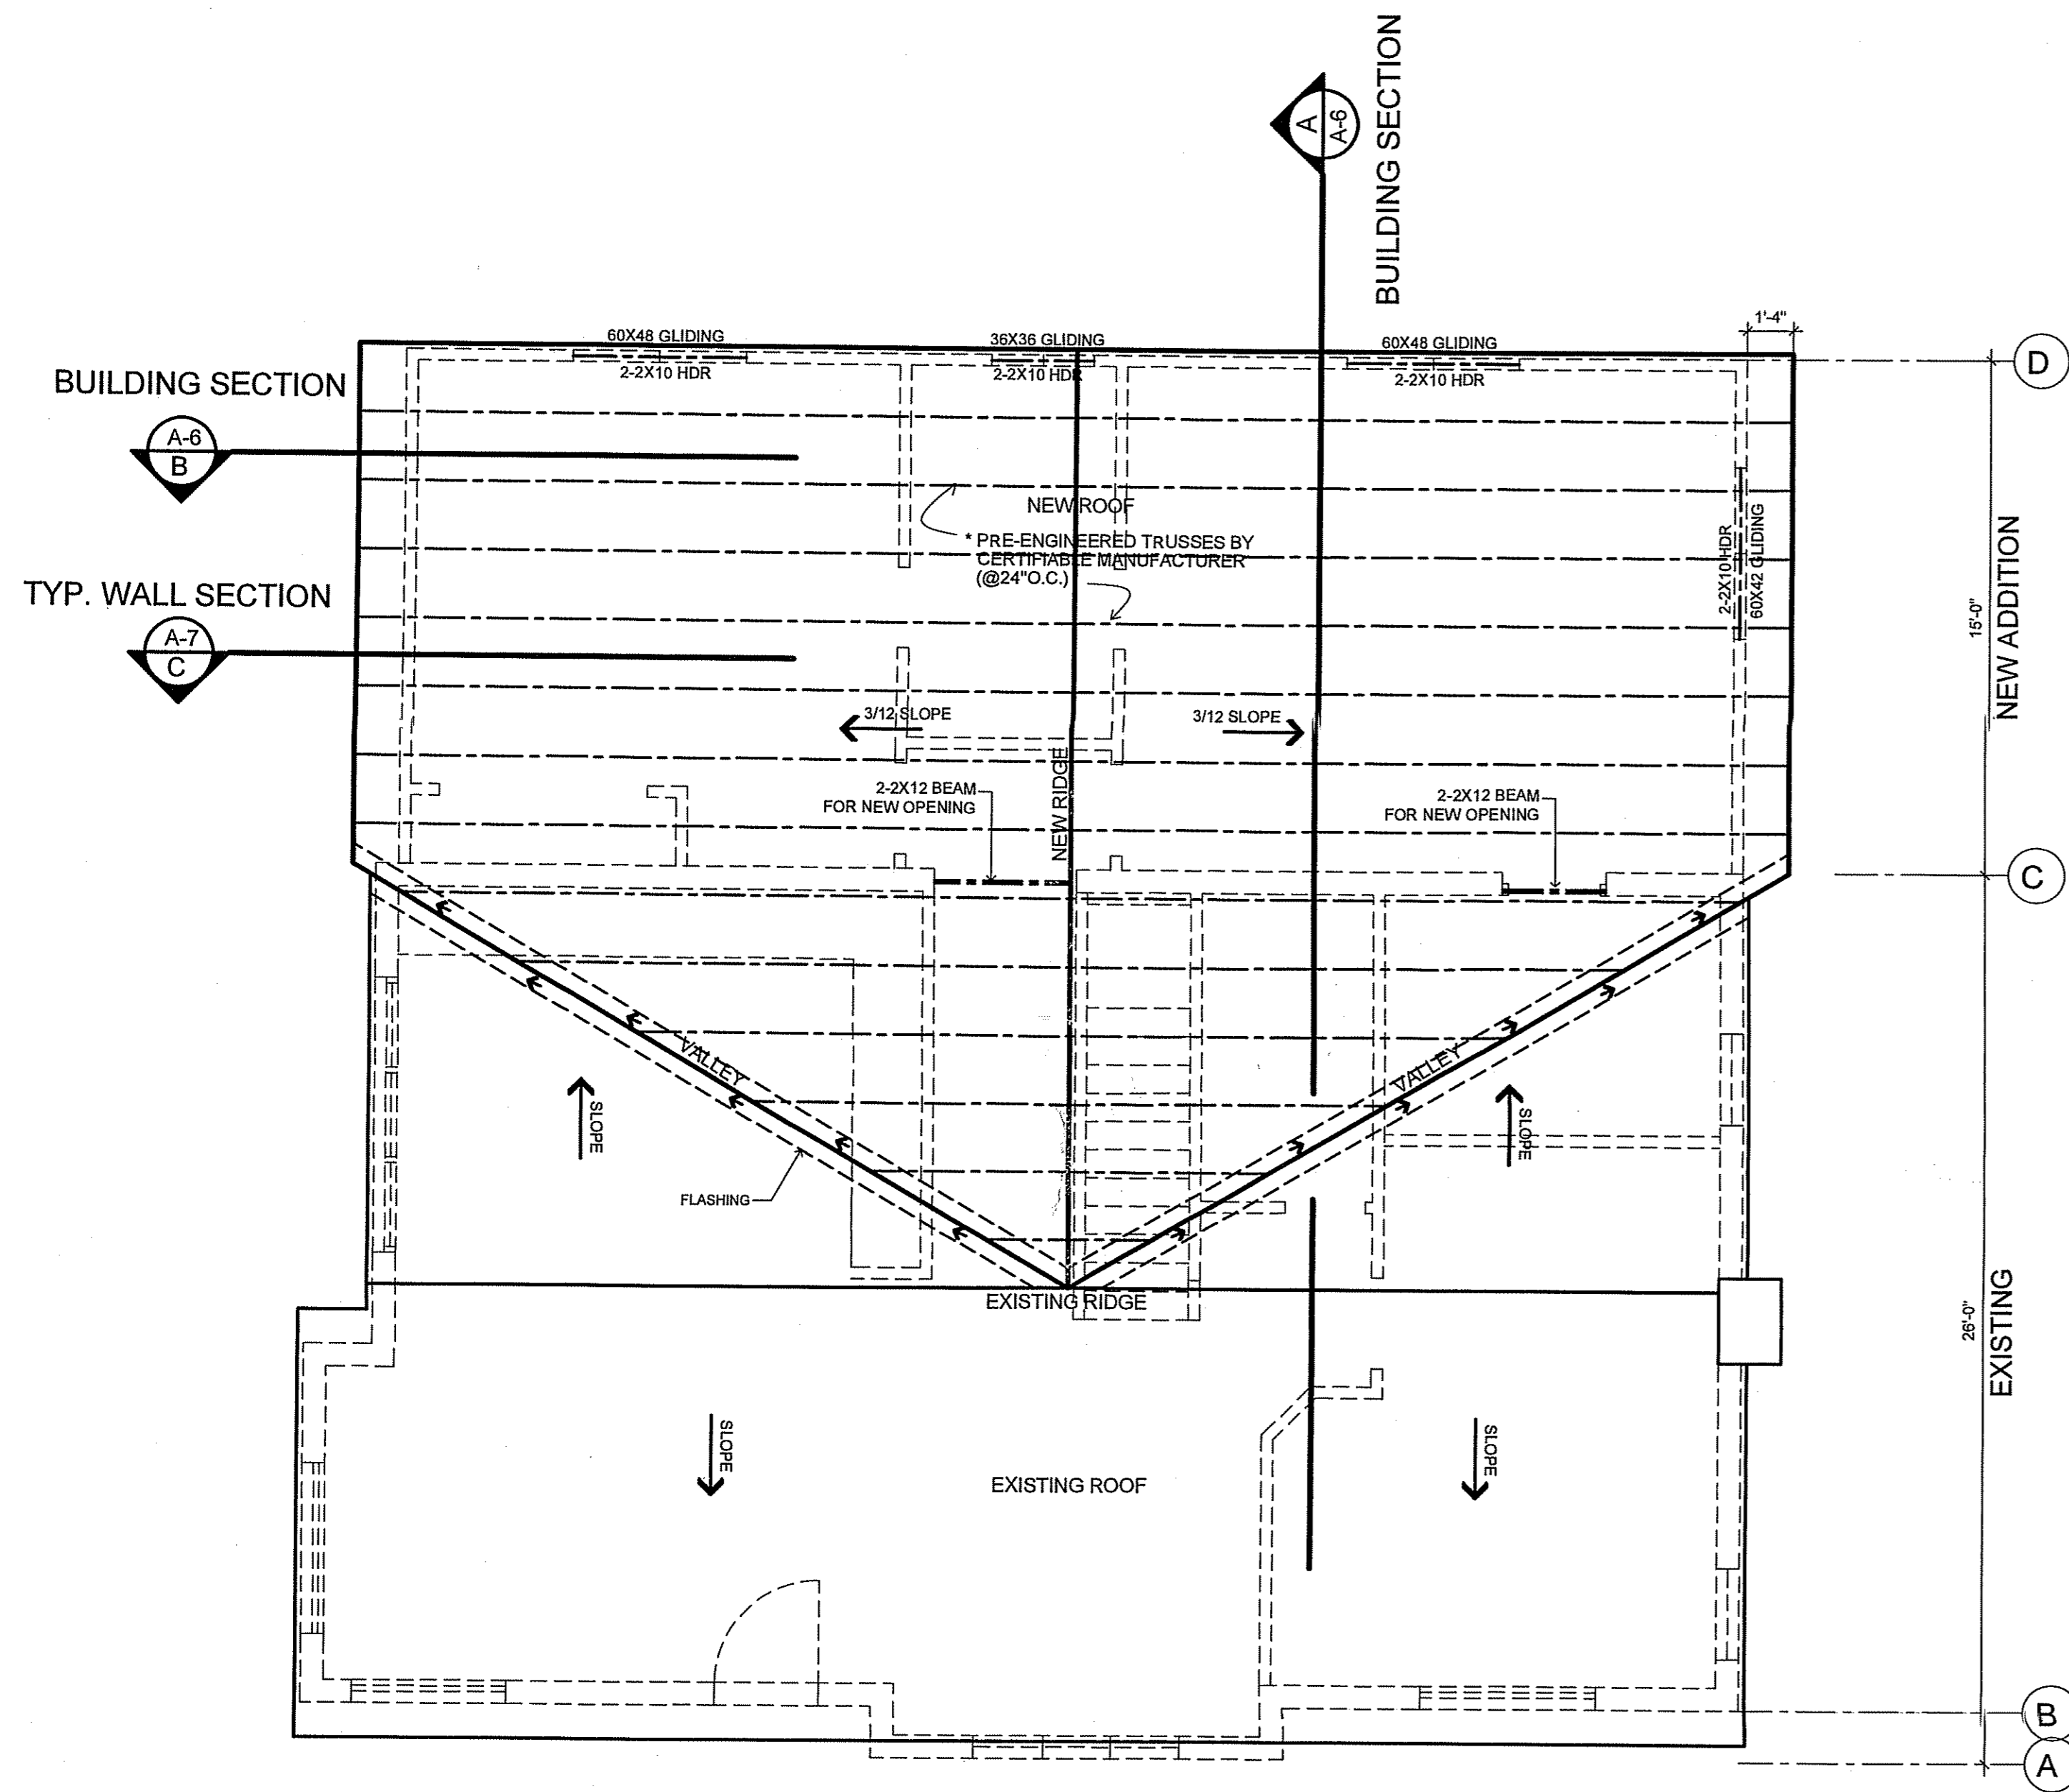 BUILDING SECTION
A
A-6
1'-4"
60X48 GLIDING
36X36 GLIDING
60X48 GLIDING
2-2X10 HDR
2-2X10 HDR
2-2X10 HDR
D
BUILDING SECTION
A-6
B
NEW ROOF
* PRE-ENGINEERED TRUSSES BY
CERTIFIABLE MANUFACTURER
(@24"O.C.)
2-2X10 HDR
60X42 GLIDING
15'-0"
NEW ADDITION
TYP. WALL SECTION
A-7
C
3/12 SLOPE
3/12 SLOPE
NEW RIDGE
2-2X12 BEAM
FOR NEW OPENING
2-2X12 BEAM
FOR NEW OPENING
C
VALLEY
VALLEY
SLOPE
SLOPE
FLASHING
EXISTING RIDGE
26'-0"
EXISTING
SLOPE
SLOPE
EXISTING ROOF
B
A